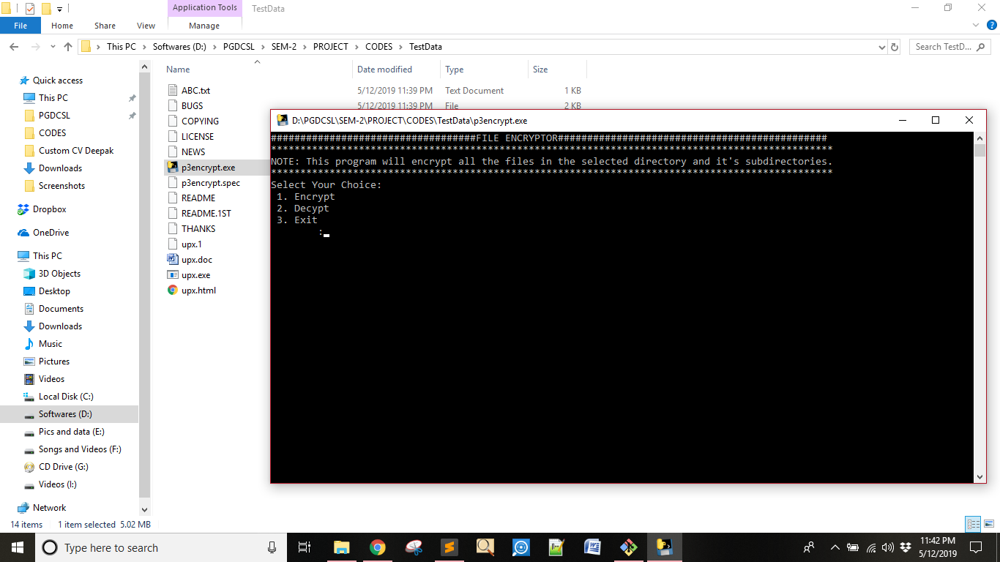 Application Tools TestData
File Home Share View Manage
This PC Softwares (D:) PGDCSL SEM-2 PROJECT CODES TestData Search TestD...
Name Date modified Type Size
Quick access
This PC
PGDCSL
CODES
Custom CV Deepak
Downloads
Screenshots
Dropbox
OneDrive
This PC
3D Objects
Desktop
Documents
Downloads
Music
Pictures
Videos
Local Disk (C:)
Softwares (D:)
Pics and data (E:)
Songs and Videos (F:)
CD Drive (G:)
Videos (I:)
Network
ABC.txt 5/12/2019 11:39 PM Text Document 1 KB
BUGS 5/12/2019 11:39 PM File 2 KB
COPYING
LICENSE
NEWS
p3encrypt.exe
p3encrypt.spec
README
README.1ST
THANKS
upx.1
upx.doc
upx.exe
upx.html
D:\PGDCSL\SEM-2\PROJECT\CODES\TestData\p3encrypt.exe
###################################FILE ENCRYPTOR##############################################
************************************************************************************************
NOTE: This program will encrypt all the files in the selected directory and it's subdirectories.
************************************************************************************************
Select Your Choice:
1. Encrypt
2. Decypt
3. Exit
:
14 items 1 item selected 5.02 MB
Type here to search
11:42 PM
5/12/2019